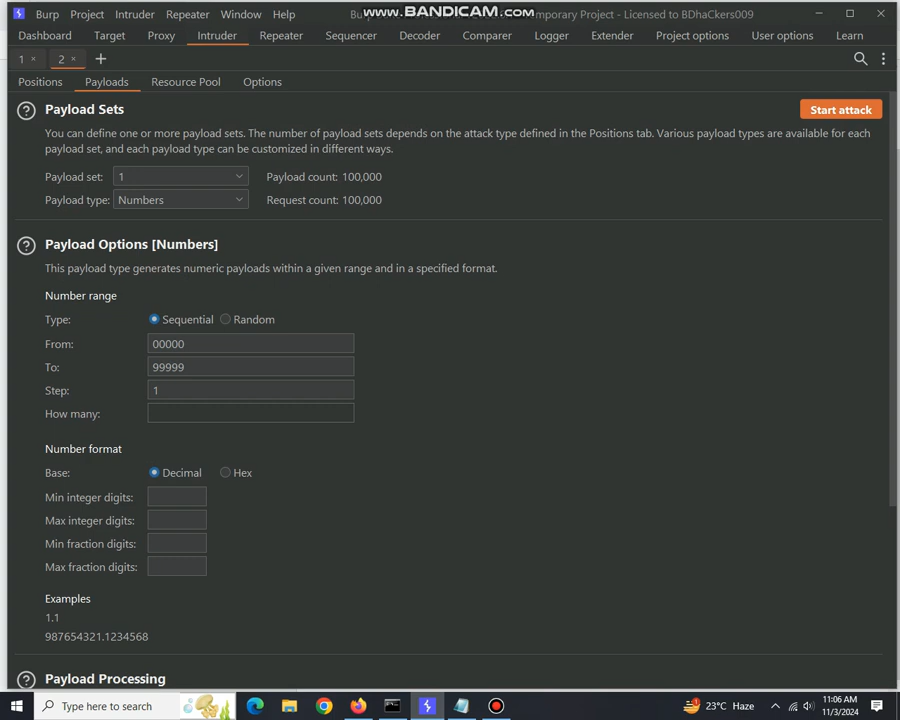 Burp Project Intruder Repeater Window Help Bu www.BANDICAM.com mporary Project - Licensed to BDhaCkers009
Dashboard Target Proxy Intruder Repeater Sequencer Decoder Comparer Logger Extender Project options User options Learn
1 × 2 × +
Positions Payloads Resource Pool Options
? Payload Sets Start attack
You can define one or more payload sets. The number of payload sets depends on the attack type defined in the Positions tab. Various payload types are available for each
payload set, and each payload type can be customized in different ways.
Payload set: 1 Payload count: 100,000
Payload type: Numbers Request count: 100,000
? Payload Options [Numbers]
This payload type generates numeric payloads within a given range and in a specified format.
Number range
Type: Sequential Random
From: 00000
To: 99999
Step: 1
How many:
Number format
Base: Decimal Hex
Min integer digits:
Max integer digits:
Min fraction digits:
Max fraction digits:
Examples
1.1
987654321.1234568
? Payload Processing
Type here to search 23°C Haze 11:06 AM
11/3/2024